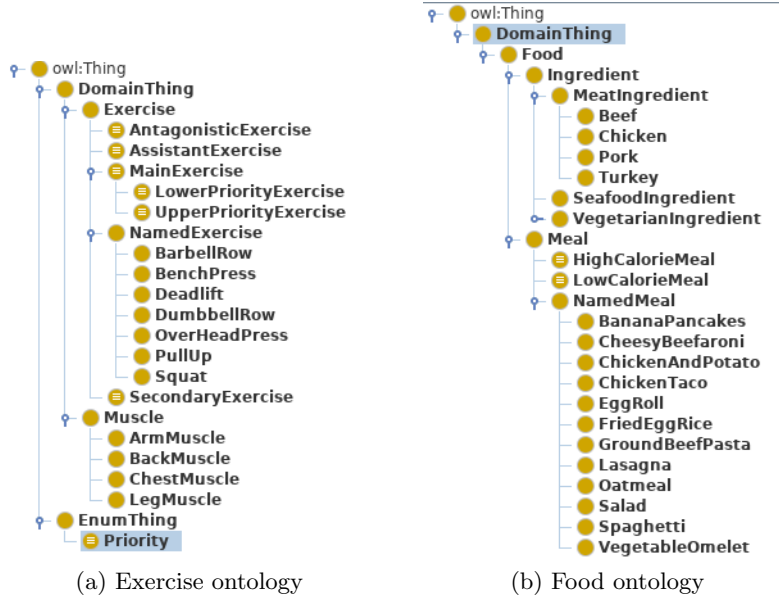 owl:Thing
DomainThing
Exercise
AntagonisticExercise
AssistantExercise
MainExercise
LowerPriorityExercise
UpperPriorityExercise
NamedExercise
BarbellRow
BenchPress
Deadlift
DumbbellRow
OverHeadPress
PullUp
Squat
SecondaryExercise
Muscle
ArmMuscle
BackMuscle
ChestMuscle
LegMuscle
EnumThing
Priority
(a) Exercise ontology
owl:Thing
DomainThing
Food
Ingredient
MeatIngredient
Beef
Chicken
Pork
Turkey
SeafoodIngredient
VegetarianIngredient
Meal
HighCalorieMeal
LowCalorieMeal
NamedMeal
BananaPancakes
CheesyBeefaroni
ChickenAndPotato
ChickenTaco
EggRoll
FriedEggRice
GroundBeefPasta
Lasagna
Oatmeal
Salad
Spaghetti
VegetableOmelet
(b) Food ontology